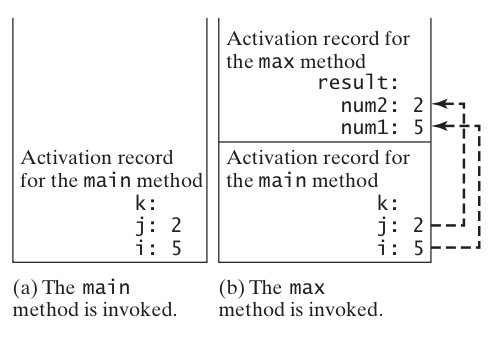 Activation record
for the main method
k:
j: 2
i: 5
(a) The main
method is invoked.
Activation record for
the max method
result:
num2: 2
num1: 5
Activation record for
the main method
k:
j: 2
i: 5
(b) The max
method is invoked.